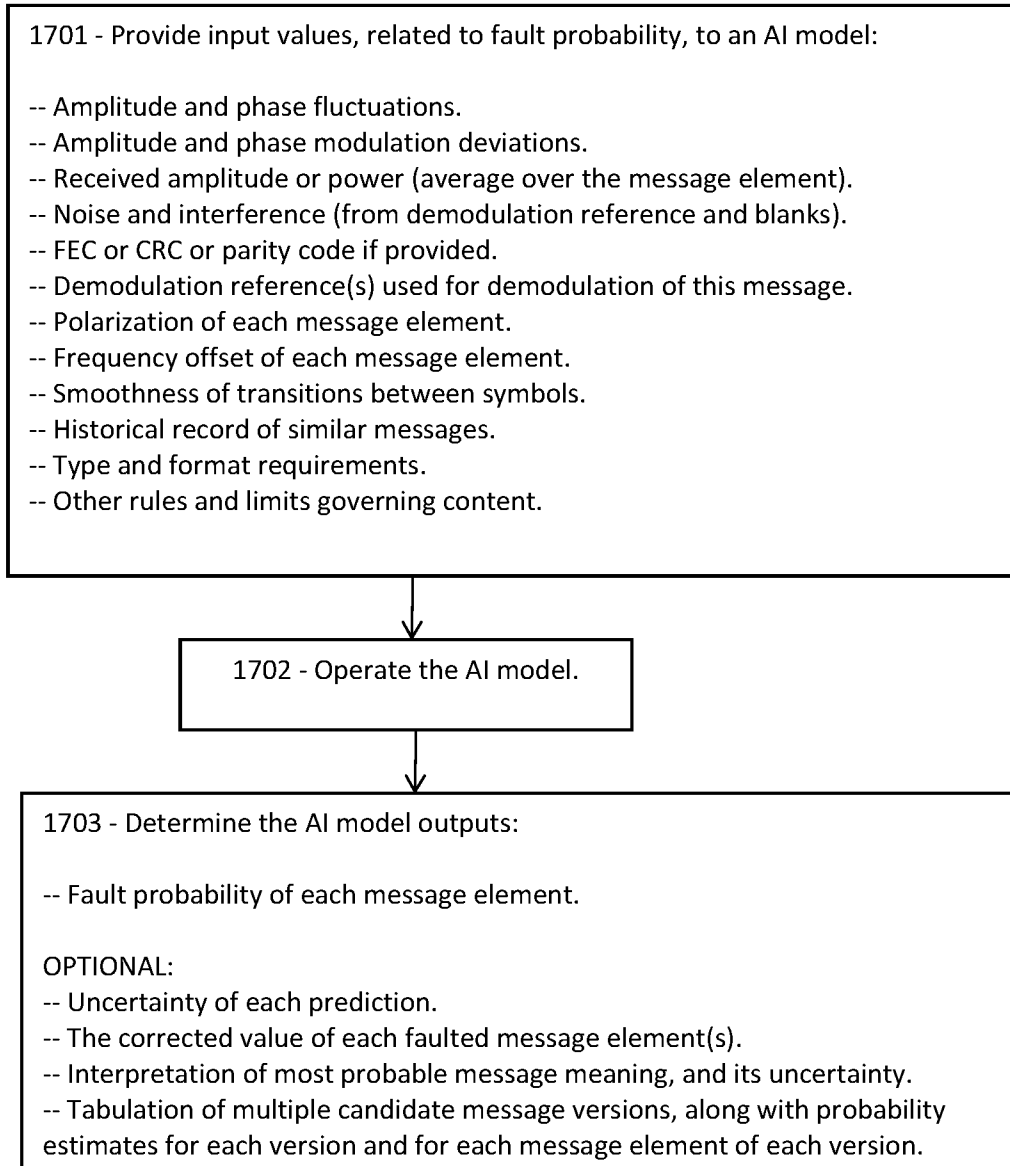 1701 - Provide input values, related to fault probability, to an AI model:
-- Amplitude and phase fluctuations.
-- Amplitude and phase modulation deviations.
-- Received amplitude or power (average over the message element).
-- Noise and interference (from demodulation reference and blanks).
-- FEC or CRC or parity code if provided.
-- Demodulation reference(s) used for demodulation of this message.
-- Polarization of each message element.
-- Frequency offset of each message element.
-- Smoothness of transitions between symbols.
-- Historical record of similar messages.
-- Type and format requirements.
-- Other rules and limits governing content.
1702 - Operate the AI model.
1703 - Determine the AI model outputs:
-- Fault probability of each message element.
OPTIONAL:
-- Uncertainty of each prediction.
-- The corrected value of each faulted message element(s).
-- Interpretation of most probable message meaning, and its uncertainty.
-- Tabulation of multiple candidate message versions, along with probability
estimates for each version and for each message element of each version.